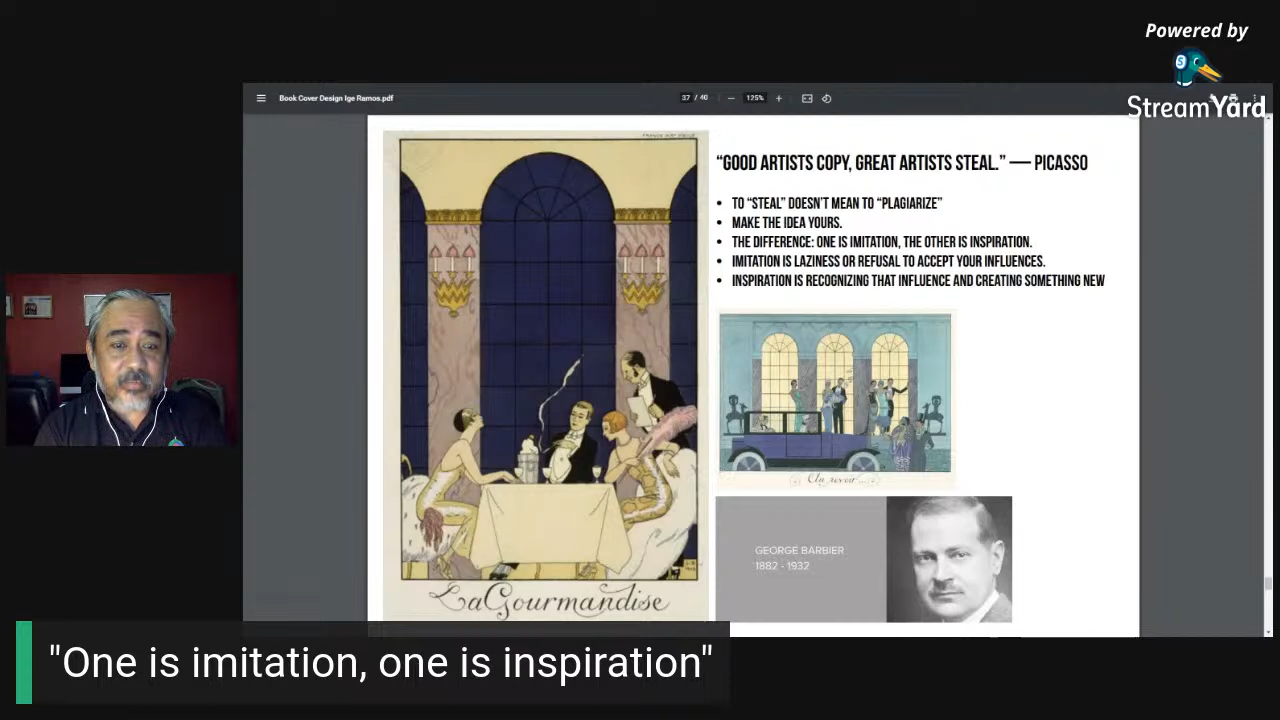 Powered by
StreamYard
Book Cover Design Ige Ramos.pdf
37 / 40
125%
“GOOD ARTISTS COPY, GREAT ARTISTS STEAL.” — PICASSO
• TO “STEAL” DOESN’T MEAN TO “PLAGIARIZE”
• MAKE THE IDEA YOURS.
• THE DIFFERENCE: ONE IS IMITATION, THE OTHER IS INSPIRATION.
• IMITATION IS LAZINESS OR REFUSAL TO ACCEPT YOUR INFLUENCES.
• INSPIRATION IS RECOGNIZING THAT INFLUENCE AND CREATING SOMETHING NEW
La Gourmandise
GEORGE BARBIER
1882 - 1932
"One is imitation, one is inspiration"